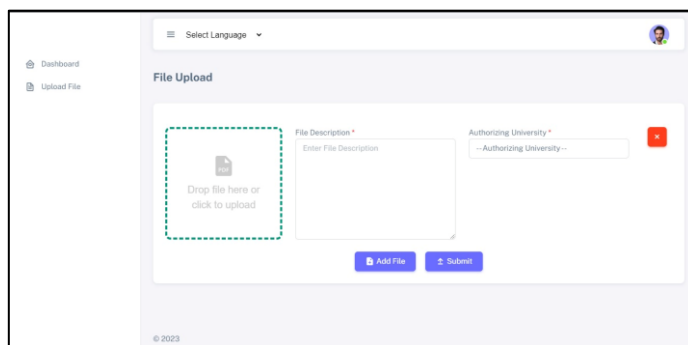 Select Language
Dashboard
Upload File
File Upload
File Description *
Authorizing University *
Enter File Description
--Authorizing University--
PDF
Drop file here or
click to upload
Add File
Submit
© 2023